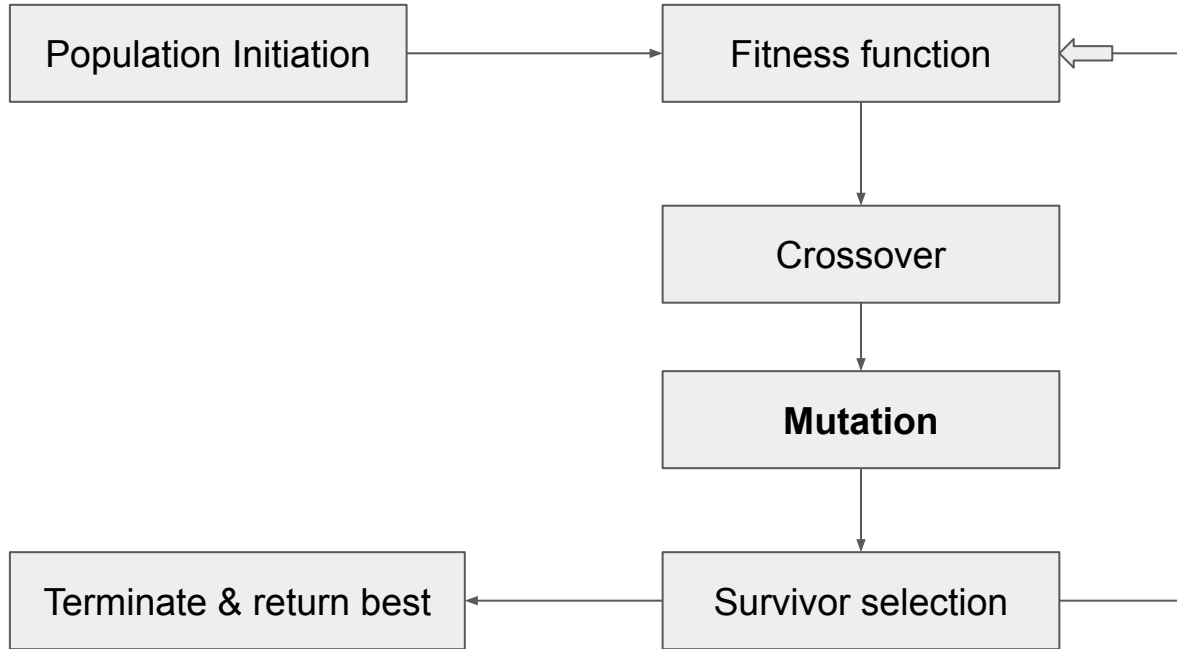 Population Initiation
Fitness function
Crossover
Mutation
Survivor selection
Terminate & return best